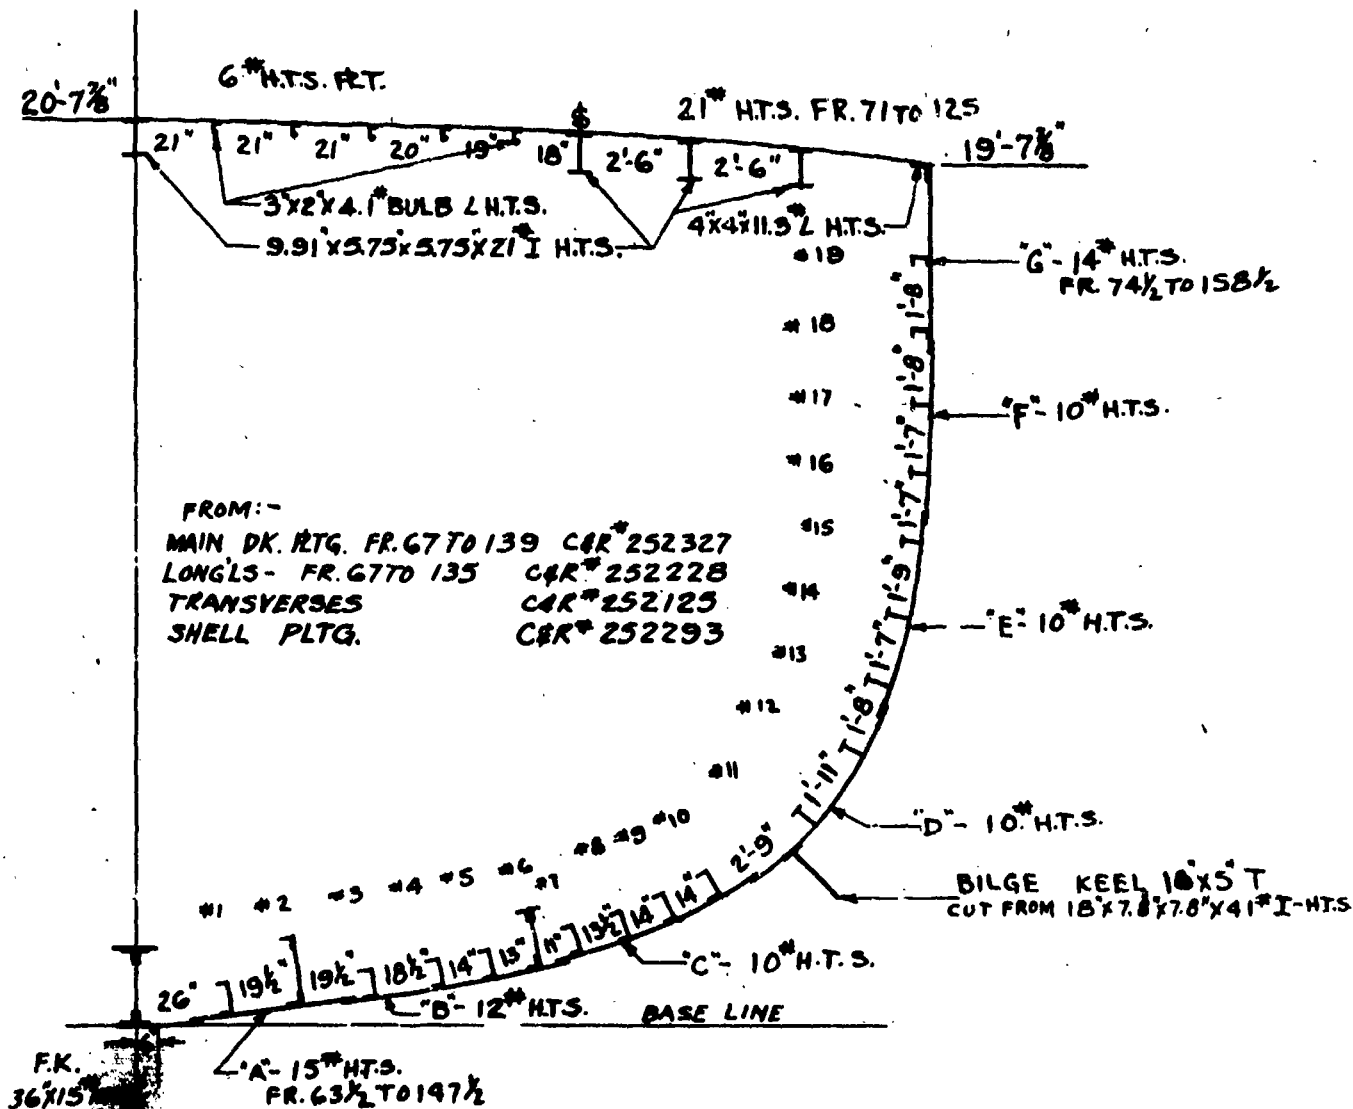 20'-7⅞"
6# H.T.S. PLT.
21# H.T.S. FR. 71 TO 125
19'-7⅞"
21" 21" 21" 20" 19" 18" 2'-6" 2'-6"
3"X2"X4.1# BULB L H.T.S.
9.91"X5.75"X5.75"X21# I H.T.S.
4"X4"X11.3# L H.T.S.
#19
"G"- 14# H.T.S.
FR. 74½ TO 158½
1'-8"
#18
1'-8"
#17
"F"- 10# H.T.S.
1'-7"
#16
1'-7"
FROM:-
MAIN DK. PLTG. FR. 67 TO 139 C&R# 252327
LONG'LS- FR. 67 TO 135 C&R# 252228
TRANSVERSES C&R# 252125
SHELL PLTG. C&R# 252293
#15
1'-9"
#14
"E"- 10# H.T.S.
1'-7"
#13
1'-8"
#12
1'-11"
#11
"D"- 10# H.T.S.
2'-9"
#1 #2 #3 #4 #5 #6 #7 #8 #9 #10
BILGE KEEL 18"X5" T
CUT FROM 18"X7.8"X7.8"X41# I-H.T.S.
26" 19½" 19½" 18½" 14" 13" 11" 13½" 14" 14"
"C"- 10# H.T.S.
"B"- 12# H.T.S.
BASE LINE
F.K.
36"X15#
"A"- 15# H.T.S.
FR. 63½ TO 147½